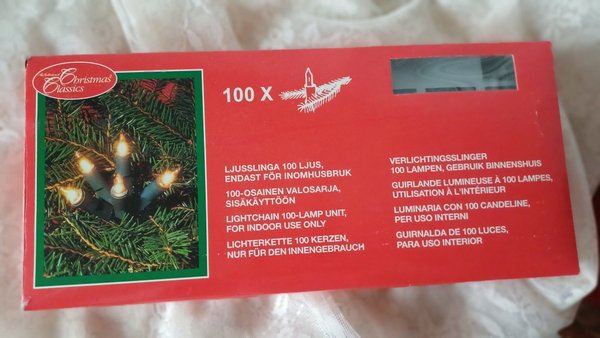 Christmas
Classics
100 X
LJUSSLINGA 100 LJUS,
ENDAST FÖR INOMHUSBRUK
100-OSAINEN VALOSARJA,
SISÄKÄYTTÖÖN
LIGHTCHAIN 100-LAMP UNIT,
FOR INDOOR USE ONLY
LICHTERKETTE 100 KERZEN,
NUR FÜR DEN INNENGEBRAUCH
VERLICHTINGSSLINGER
100 LAMPEN, GEBRUIK BINNENSHUIS
GUIRLANDE LUMINEUSE À 100 LAMPES,
UTILISATION À L'INTÉRIEUR
LUMINARIA CON 100 CANDELINE,
PER USO INTERNI
GUIRNALDA DE 100 LUCES,
PARA USO INTERIOR